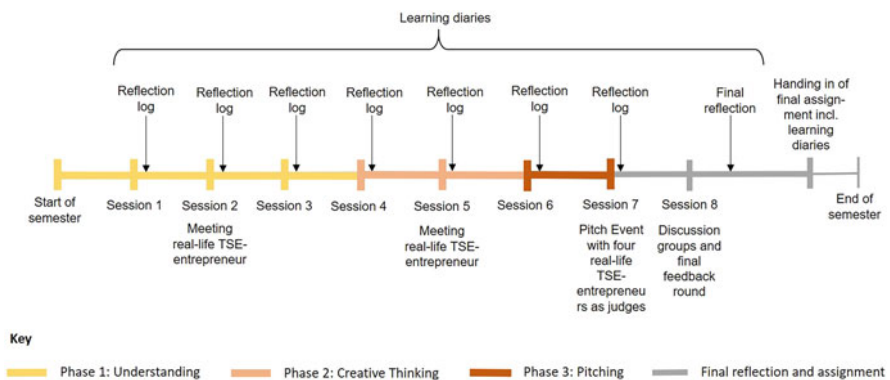 Learning diaries
Reflection
log
Reflection
log
Reflection
log
Reflection
log
Reflection
log
Reflection
log
Reflection
log
Final
reflection
Handing in of
final assign-
ment incl.
learning
diaries
Start of
semester
Session 1
Session 2
Meeting
real-life TSE-
entrepreneur
Session 3
Session 4
Session 5
Meeting
real-life TSE-
entrepreneur
Session 6
Session 7
Pitch Event
with four
real-life
TSE-
entrepreneu
rs as judges
Session 8
Discussion
groups and
final
feedback
round
End of
semester
Key
Phase 1: Understanding
Phase 2: Creative Thinking
Phase 3: Pitching
Final reflection and assignment